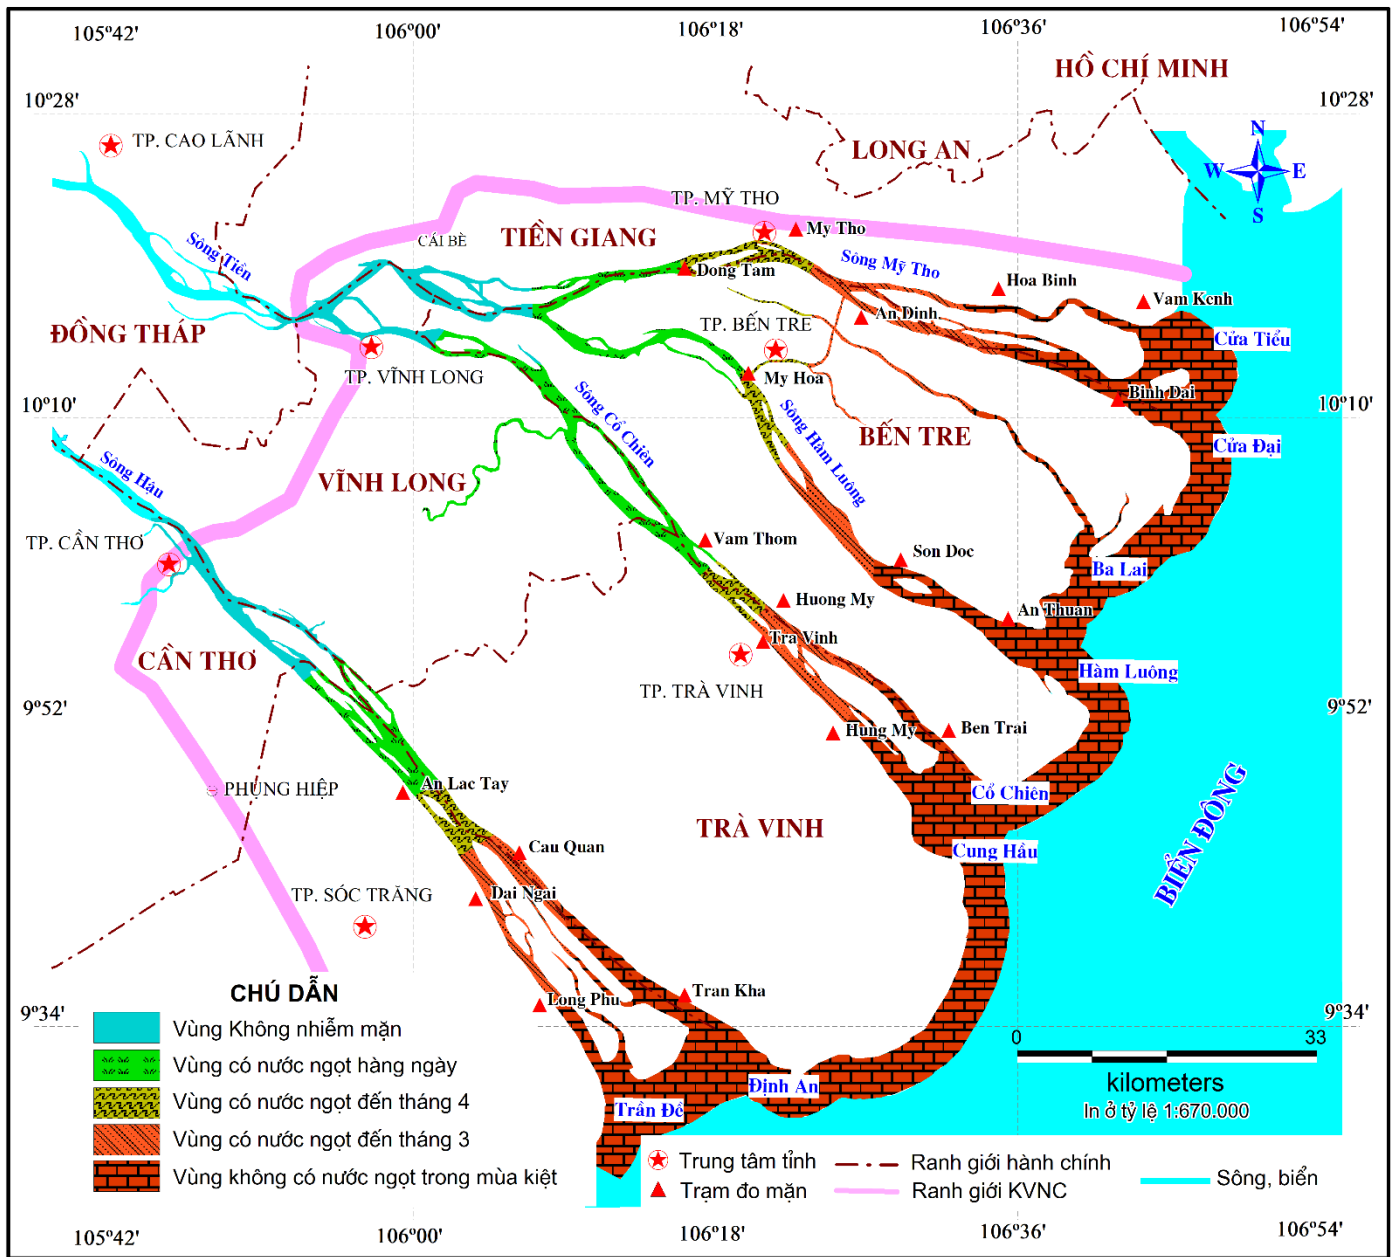 105º42'
106º00'
106º18'
106º36'
106º54'
HỒ CHÍ MINH
10º28'
10º28'
N
W
E
S
TP. CAO LÃNH
LONG AN
TP. MỸ THO
My Tho
CÁI BÈ
TIỀN GIANG
Sông Tiền
Dong Tam
Sông Mỹ Tho
Hoa Binh
Vam Kenh
ĐỒNG THÁP
TP. BẾN TRE
An Dinh
Cửa Tiểu
TP. VĨNH LONG
My Hoa
Binh Dai
10º10'
10º10'
Sông Cổ Chiên
Sông Hàm Luông
BẾN TRE
Cửa Đại
Sông Hậu
VĨNH LONG
TP. CẦN THƠ
Vam Thom
Son Doc
Ba Lai
Huong My
An Thuan
Tra Vinh
CẦN THƠ
TP. TRÀ VINH
Hàm Luông
9º52'
9º52'
Hung My
Ben Trai
PHỤNG HIỆP
An Lac Tay
Cổ Chiên
TRÀ VINH
BIỂN ĐÔNG
Cau Quan
Cung Hầu
TP. SÓC TRĂNG
Dai Ngai
Long Phu
Tran Kha
9º34'
9º34'
CHÚ DẪN
Vùng Không nhiễm mặn
Vùng có nước ngọt hàng ngày
Vùng có nước ngọt đến tháng 4
Vùng có nước ngọt đến tháng 3
Vùng không có nước ngọt trong mùa kiệt
0
33
kilometers
In ở tỷ lệ 1:670.000
Định An
Trần Đề
Trung tâm tỉnh
Ranh giới hành chính
Trạm đo mặn
Ranh giới KVNC
Sông, biển
105º42'
106º00'
106º18'
106º36'
106º54'